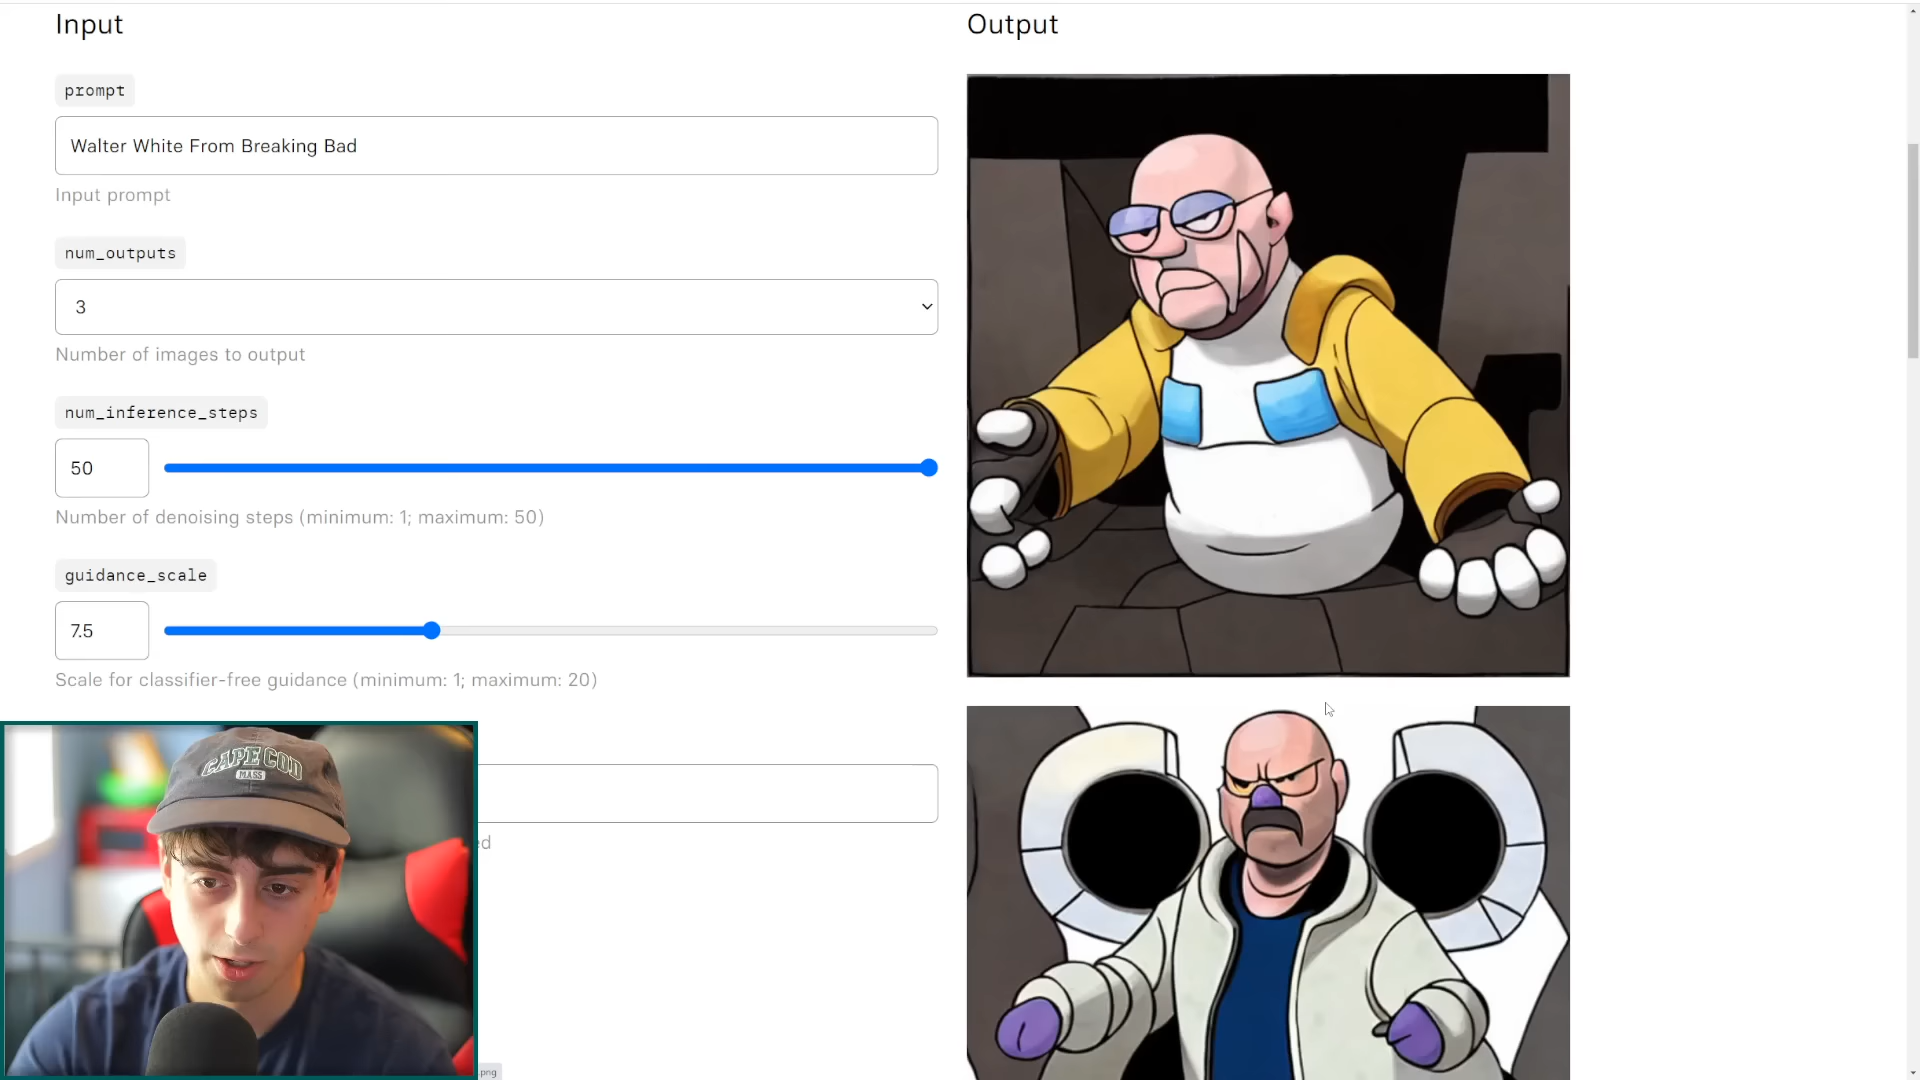 Input
prompt
Walter White From Breaking Bad
Input prompt
num_outputs
3
Number of images to output
num_inference_steps
50
Number of denoising steps (minimum: 1; maximum: 50)
guidance_scale
7.5
Scale for classifier-free guidance (minimum: 1; maximum: 20)
ed
.png
CAPE COD
MASS
Output